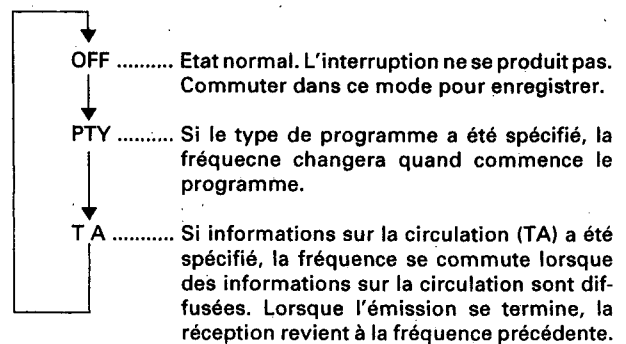 OFF .......... Etat normal. L'interruption ne se produit pas.
Commuter dans ce mode pour enregistrer.
PTY .......... Si le type de programme a été spécifié, la
fréquecne changera quand commence le
programme.
T A ........... Si informations sur la circulation (TA) a été
spécifié, la fréquence se commute lorsque
des informations sur la circulation sont dif-
fusées. Lorsque l'émission se termine, la
réception revient à la fréquence précédente.